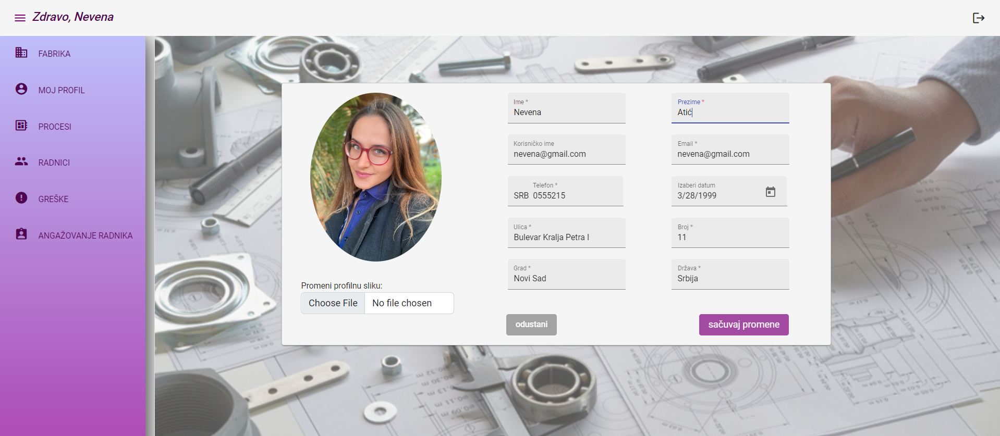 Zdravo, Nevena
FABRIKA
MOJ PROFIL
PROCESI
RADNICI
GREŠKE
ANGAŽOVANJE RADNIKA
Promeni profilnu sliku:
Choose File No file chosen
Ime *
Nevena
Prezime *
Atić
Korisničko ime
nevena@gmail.com
Email *
nevena@gmail.com
Telefon *
SRB 0555215
Izaberi datum
3/28/1999
Ulica *
Bulevar Kralja Petra I
Broj *
11
Grad *
Novi Sad
Država *
Srbija
odustani
sačuvaj promene